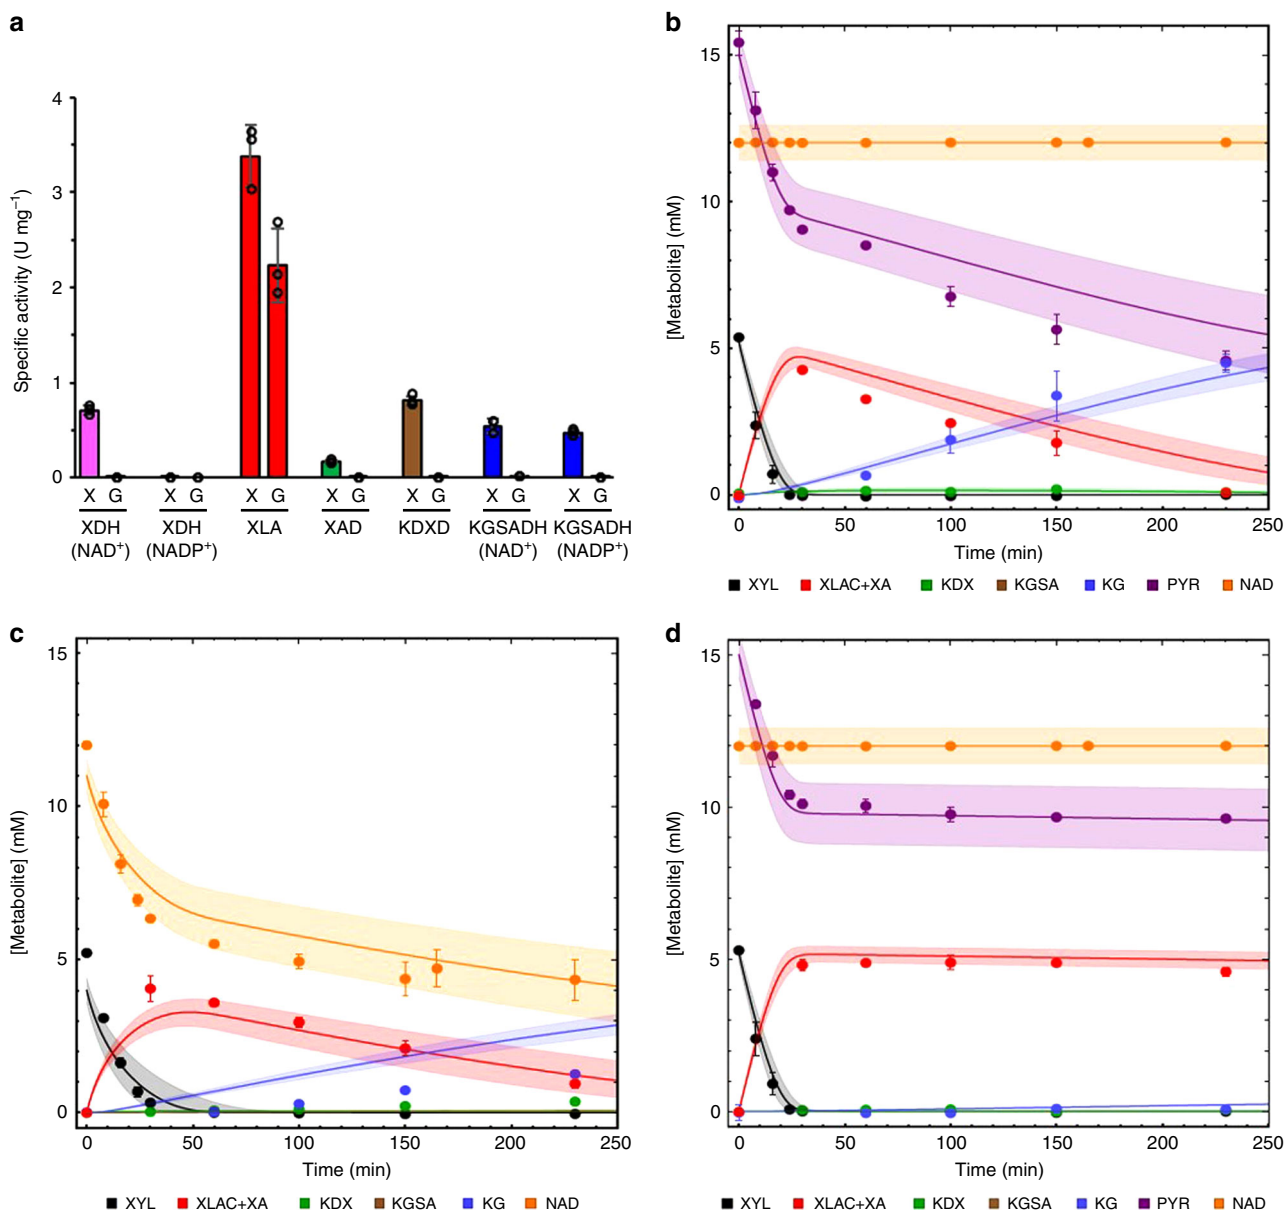 a
Specific activity (U mg⁻¹)
4
3
2
1
0
X G X G X G X G X G X G X G
XDH XDH XLA XAD KDXD KGSADH KGSADH
(NAD⁺) (NADP⁺) (NAD⁺) (NADP⁺)
b
[Metabolite] (mM)
15
10
5
0
0 50 100 150 200 250
Time (min)
XYL XLAC+XA KDX KGSA KG PYR NAD
c
[Metabolite] (mM)
15
10
5
0
0 50 100 150 200 250
Time (min)
XYL XLAC+XA KDX KGSA KG NAD
d
[Metabolite] (mM)
15
10
5
0
0 50 100 150 200 250
Time (min)
XYL XLAC+XA KDX KGSA KG PYR NAD